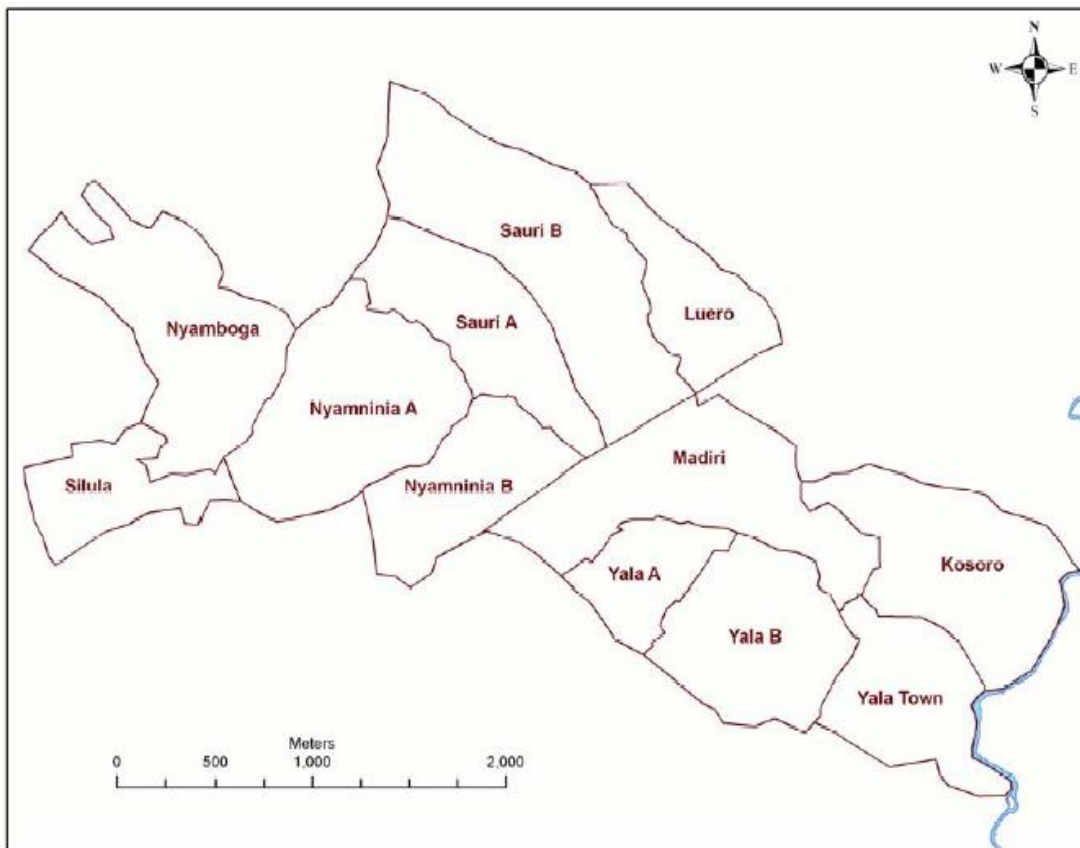 N
W E
S
Sauri B
Luero
Sauri A
Nyamboga
Nyamninia A
Madiri
Silula
Nyamninia B
Kosoro
Yala A
Yala B
Yala Town
Meters
0 500 1,000 2,000